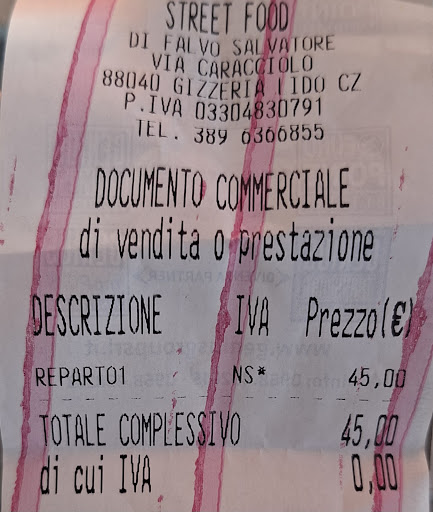 STREET FOOD
DI FALVO SALVATORE
VIA CARACCIOLO
88040 GIZZERIA LIDO CZ
P.IVA 03304830791
TEL. 389 6366855
DOCUMENTO COMMERCIALE
di vendita o prestazione
DESCRIZIONE IVA Prezzo(€)
REPARTO1 NS* 45,00
TOTALE COMPLESSIVO 45,00
di cui IVA 0,00